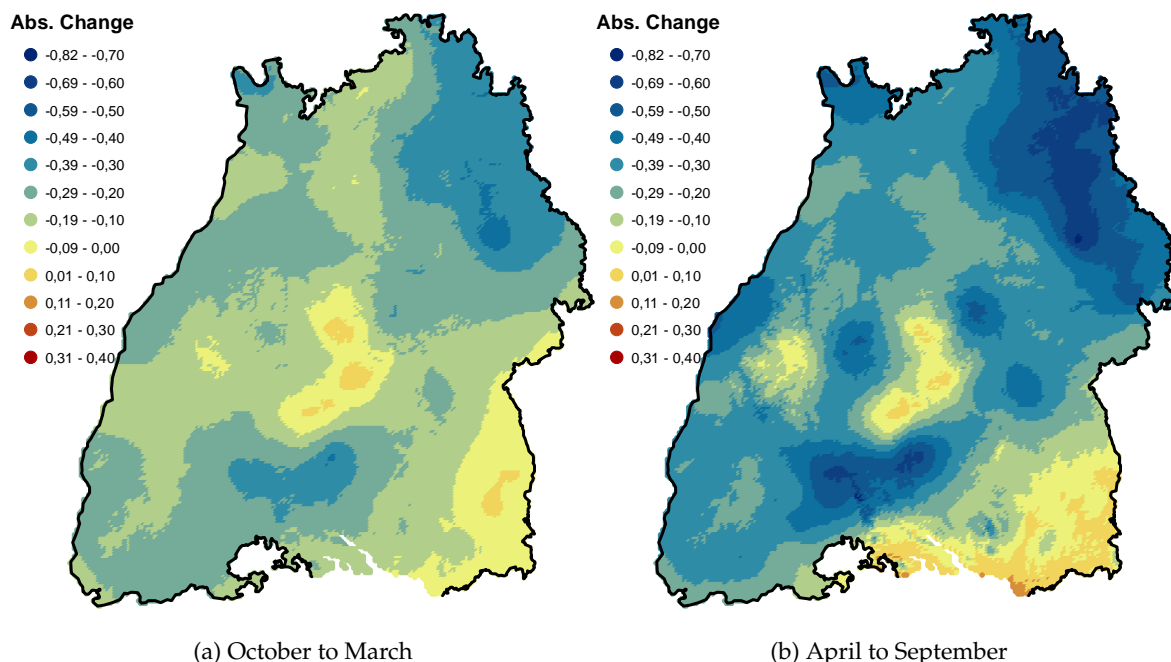 Abs. Change
-0,82 - -0,70
-0,69 - -0,60
-0,59 - -0,50
-0,49 - -0,40
-0,39 - -0,30
-0,29 - -0,20
-0,19 - -0,10
-0,09 - 0,00
0,01 - 0,10
0,11 - 0,20
0,21 - 0,30
0,31 - 0,40
(a) October to March
Abs. Change
-0,82 - -0,70
-0,69 - -0,60
-0,59 - -0,50
-0,49 - -0,40
-0,39 - -0,30
-0,29 - -0,20
-0,19 - -0,10
-0,09 - 0,00
0,01 - 0,10
0,11 - 0,20
0,21 - 0,30
0,31 - 0,40
(b) April to September